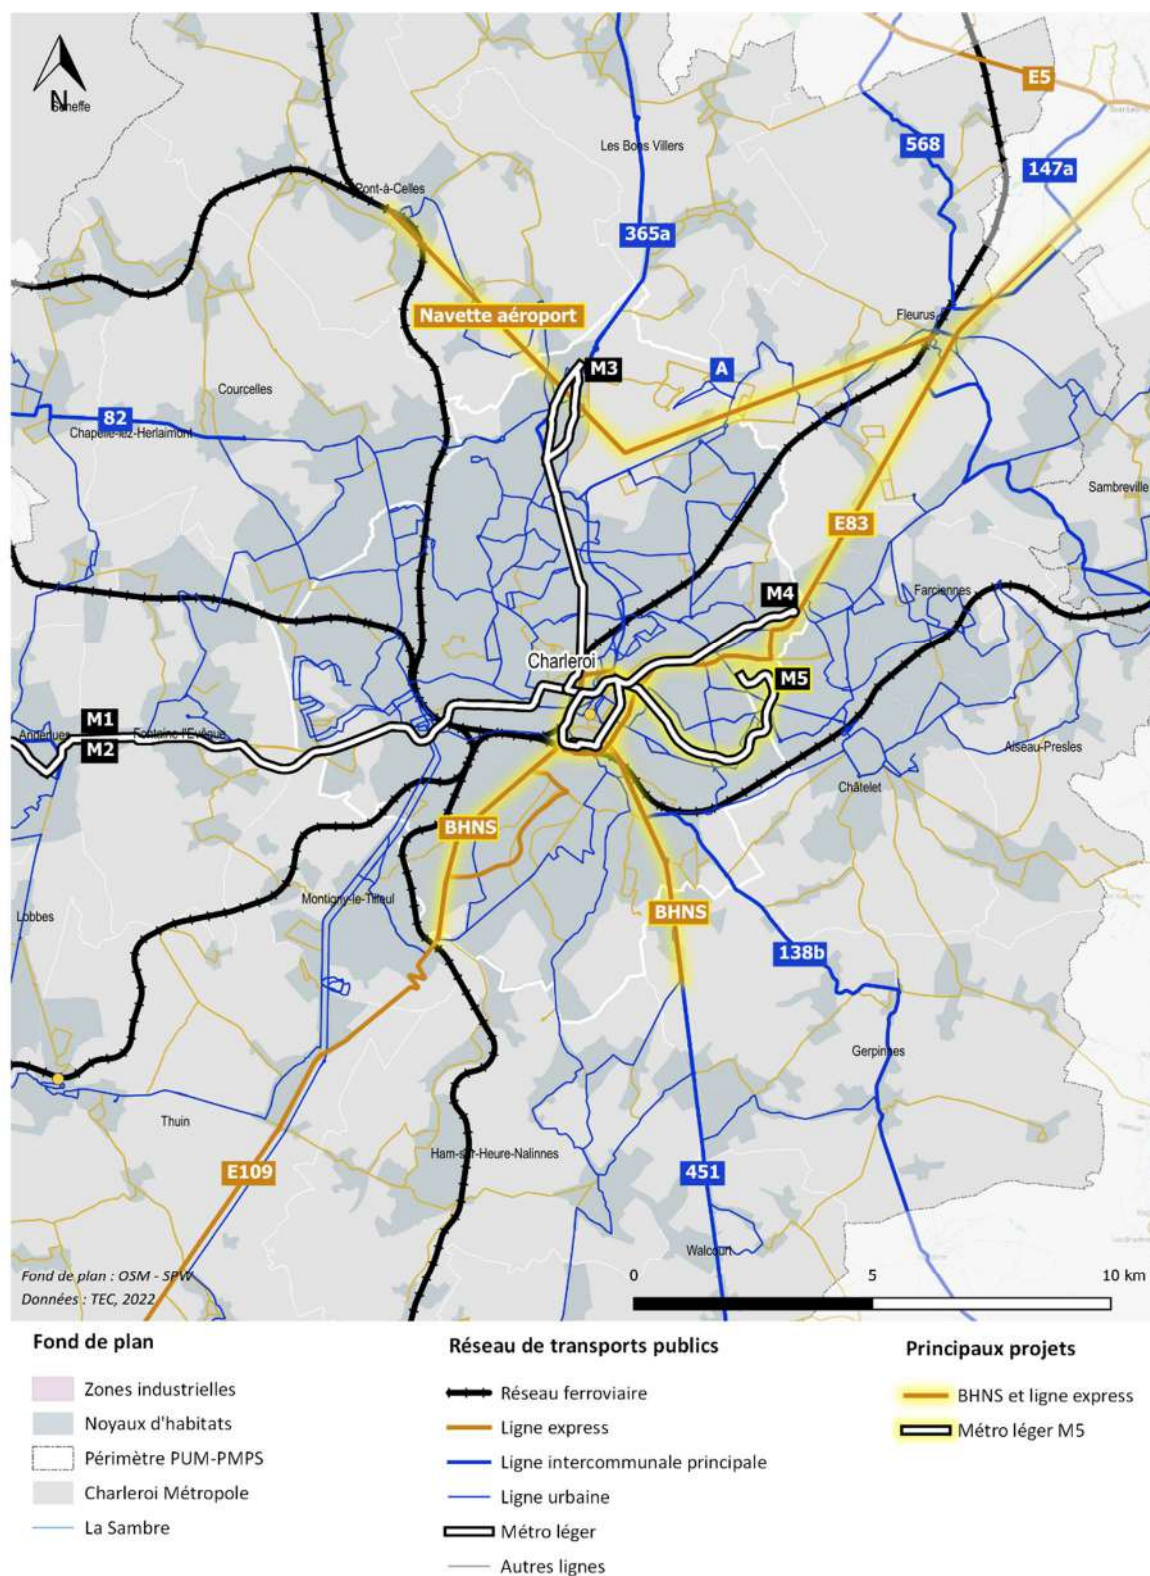 N
Scheffe
E5
568
Les Bons Villers
147a
Pont-à-Celles
365a
Navette aéroport
Fleurus
M3
A
Courcelles
82
Chapelle-lez-Herlaimont
Sambreville
E83
M4
Farciennes
Charleroi
M5
M1
Anderlues
Fontaine l'Evêque
M2
Aiseau-Presles
Châtelet
BHNS
Montigny-le-Tilleul
BHNS
Lobbes
138b
Gerpinnes
Thuin
Ham-sur-Heure-Nalinnes
E109
451
Walcourt
Fond de plan : OSM - SPW
Données : TEC, 2022
0 5 10 km
Fond de plan
Zones industrielles
Noyaux d'habitats
Périmètre PUM-PMPS
Charleroi Métropole
La Sambre
Réseau de transports publics
Réseau ferroviaire
Ligne express
Ligne intercommunale principale
Ligne urbaine
Métro léger
Autres lignes
Principaux projets
BHNS et ligne express
Métro léger M5